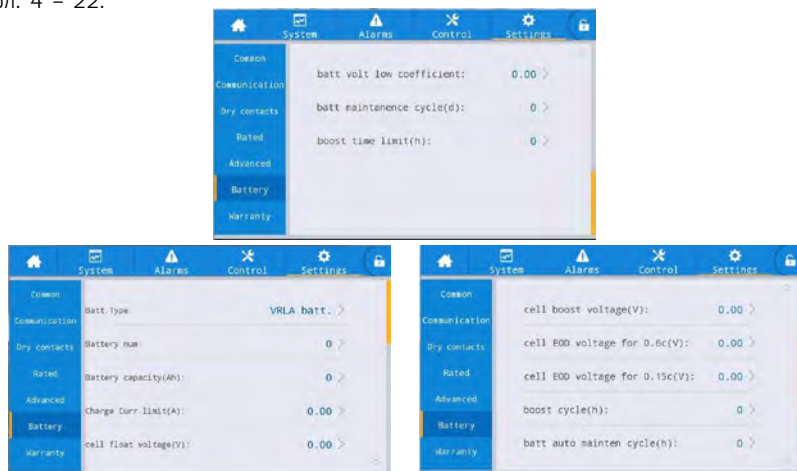 4 – 22.
System Alarms Control Settings
Common
Communication
Dry contacts
Rated
Advanced
Battery
Warranty
batt volt low coefficient: 0.00 >
batt maintanence cycle(d): 0 >
boost time limit(h): 0 >
System Alarms Control Settings
Common
Communication
Dry contacts
Rated
Advanced
Battery
Warranty
Batt.Type: VRLA batt. >
Battery num: 0 >
Battery capacity(Ah): 0 >
Charge Curr limit(A): 0.00 >
cell float voltage(V): 0.00 >
System Alarms Control Settings
Common
Communication
Dry contacts
Rated
Advanced
Battery
Warranty
cell boost voltage(V): 0.00 >
cell EOD voltage for 0.6c(V): 0.00 >
cell EOD voltage for 0.15c(V): 0.00 >
boost cycle(h): 0 >
batt auto mainten cycle(h): 0 >